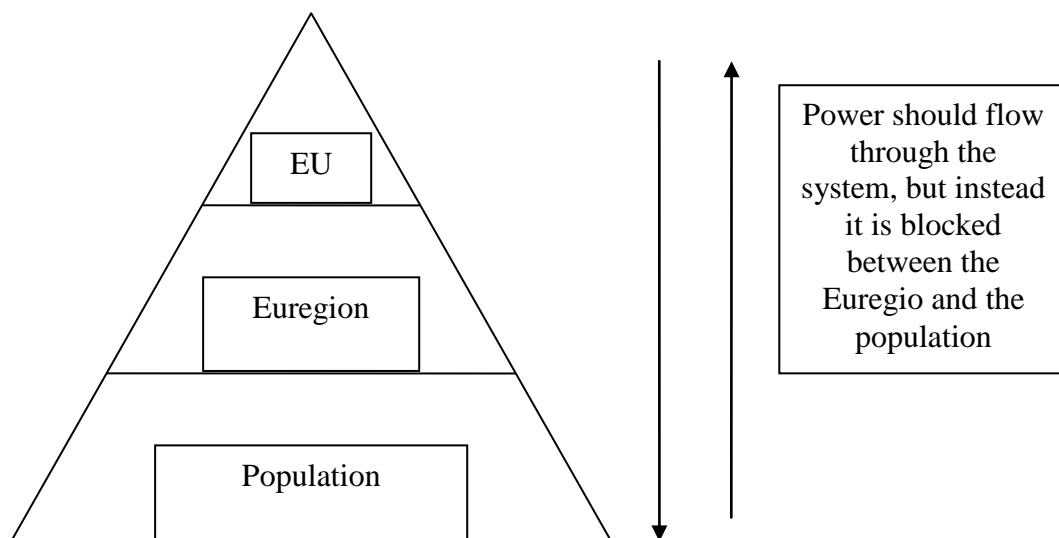 EU
Euregion
Population
Power should flow
through the
system, but instead
it is blocked
between the
Euregio and the
population